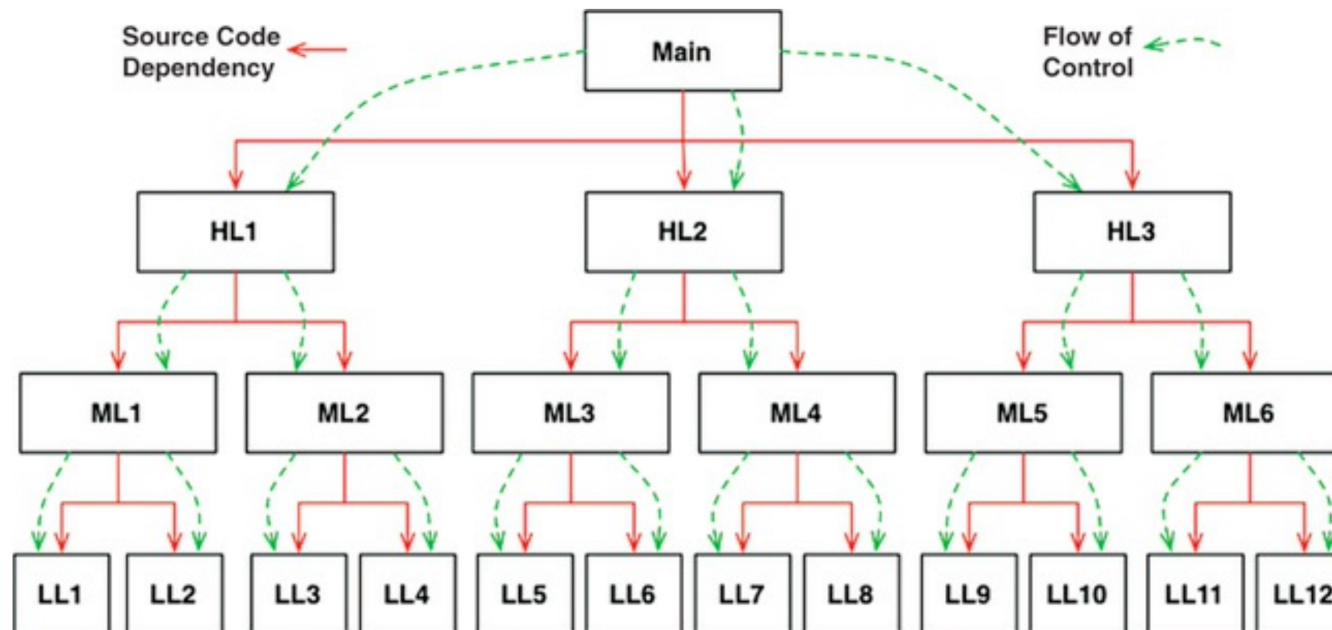 Source Code
Dependency
Main
Flow of
Control
HL1
HL2
HL3
ML1
ML2
ML3
ML4
ML5
ML6
LL1
LL2
LL3
LL4
LL5
LL6
LL7
LL8
LL9
LL10
LL11
LL12